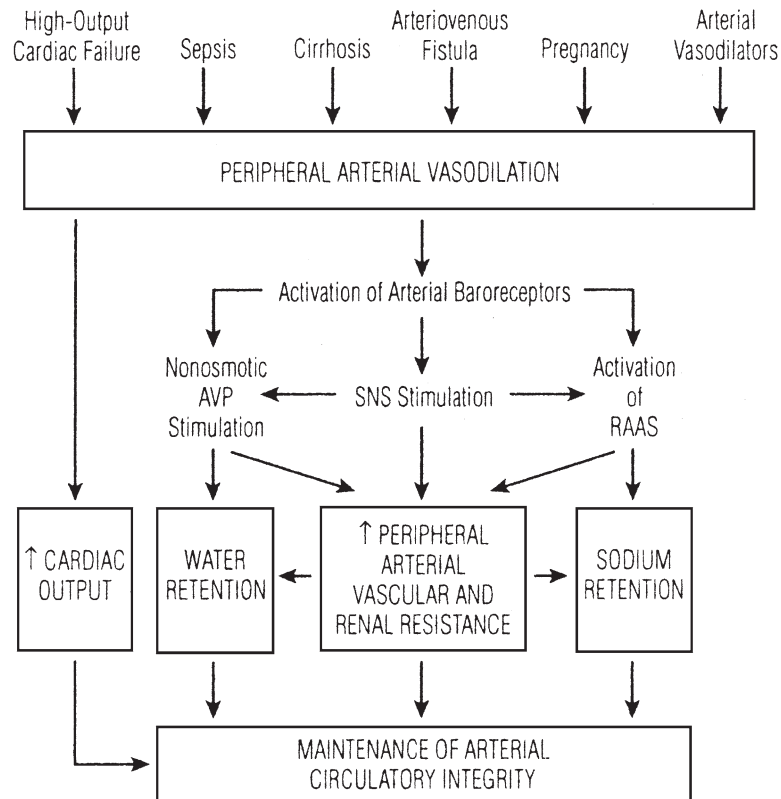 High-Output
Cardiac Failure
Sepsis
Cirrhosis
Arteriovenous
Fistula
Pregnancy
Arterial
Vasodilators
PERIPHERAL ARTERIAL VASODILATION
Activation of Arterial Baroreceptors
Nonosmotic
AVP
Stimulation
SNS Stimulation
Activation
of
RAAS
↑ CARDIAC
OUTPUT
WATER
RETENTION
↑ PERIPHERAL
ARTERIAL
VASCULAR AND
RENAL RESISTANCE
SODIUM
RETENTION
MAINTENANCE OF ARTERIAL
CIRCULATORY INTEGRITY